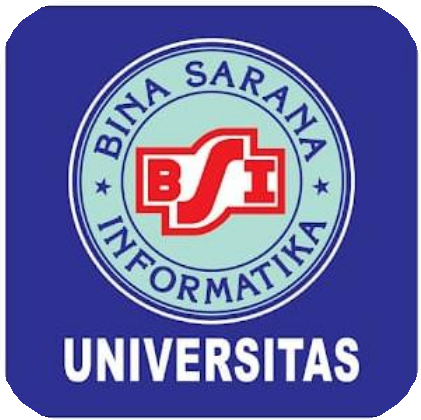 BINA SARANA
BSI
INFORMATIKA
UNIVERSITAS